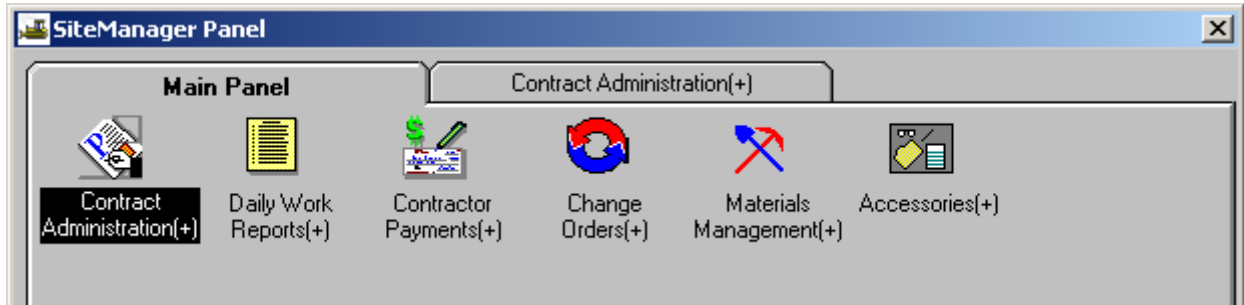 SiteManager Panel
Main Panel
Contract Administration(+)
Contract
Administration(+)
Daily Work
Reports(+)
Contractor
Payments(+)
Change
Orders(+)
Materials
Management(+)
Accessories(+)